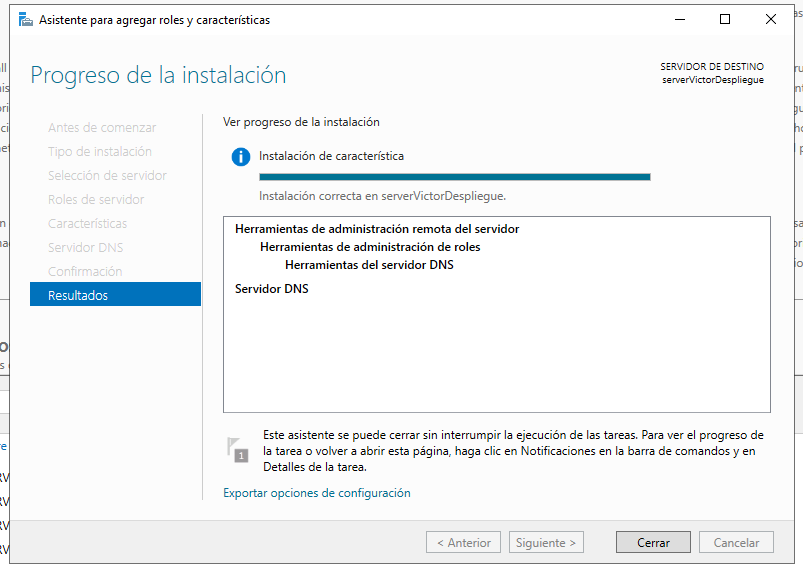 Asistente para agregar roles y características
Progreso de la instalación
SERVIDOR DE DESTINO
serverVictorDespliegue
Antes de comenzar
Tipo de instalación
Selección de servidor
Roles de servidor
Características
Servidor DNS
Confirmación
Resultados
Ver progreso de la instalación
Instalación de característica
Instalación correcta en serverVictorDespliegue.
Herramientas de administración remota del servidor
Herramientas de administración de roles
Herramientas del servidor DNS
Servidor DNS
1
Este asistente se puede cerrar sin interrumpir la ejecución de las tareas. Para ver el progreso de
la tarea o volver a abrir esta página, haga clic en Notificaciones en la barra de comandos y en
Detalles de la tarea.
Exportar opciones de configuración
< Anterior
Siguiente >
Cerrar
Cancelar